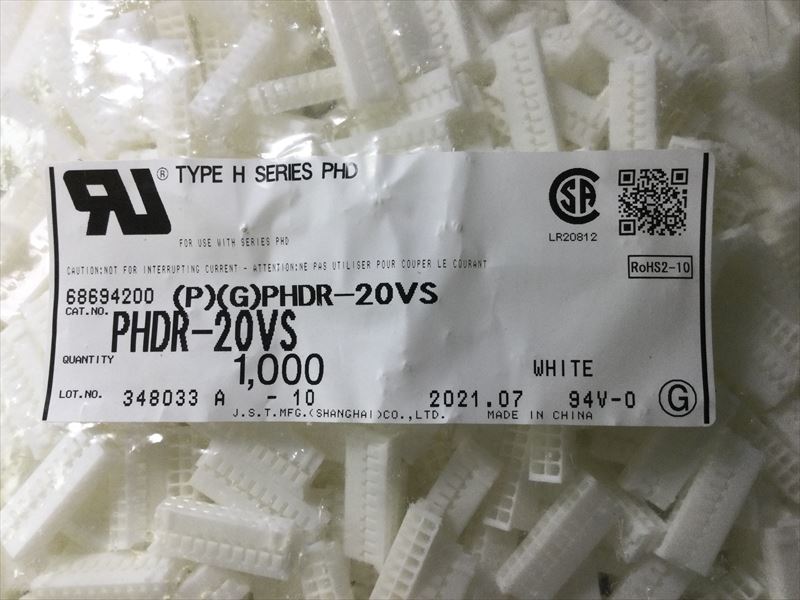 ® TYPE H SERIES PHD
SA
LR20812
FOR USE WITH SERIES PHD
CAUTION:NOT FOR INTERRUPTING CURRENT - ATTENTION:NE PAS UTILISER POUR COUPER LE COURANT
RoHS2-10
68694200 (P)(G)PHDR-20VS
CAT.NO. PHDR-20VS
QUANTITY 1,000 WHITE
LOT.NO. 348033 A - 10 2021.07 94V-0 G
J.S.T.MFG.(SHANGHAI)CO.,LTD. MADE IN CHINA